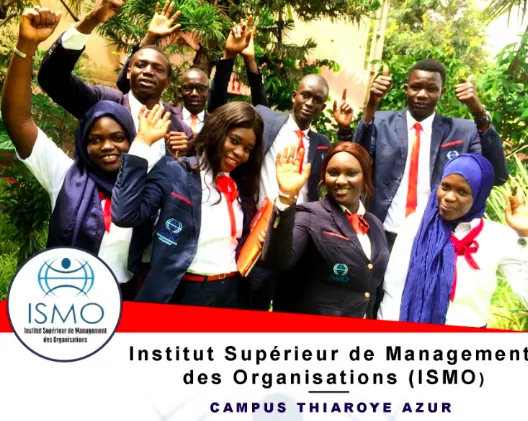 ISMO
Institut Supérieur de Management
des Organisations
Institut Supérieur de Management
des Organisations (ISMO)
CAMPUS THIAROYE AZUR